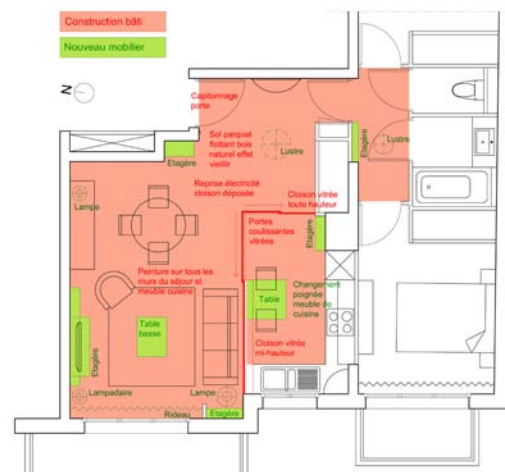 Construction bâti
Nouveau mobilier
N
Capitonnage
porte
Sol parquet
flottant bois
naturel effet
vieilli
Lustre
Etagère
Lustre
Etagère
Reprise électricité
cloison déposée
Cloison vitrée
toute hauteur
Lampe
Portes
coulissantes
vitrées
Etagère
Peinture sur tous les
murs du séjour et
meuble cuisine
Changement
poignée
meuble de
cuisine
Table
Table
basse
Etagère
Cloison vitrée
mi-hauteur
Lampadaire
Lampe
Rideau
Etagère